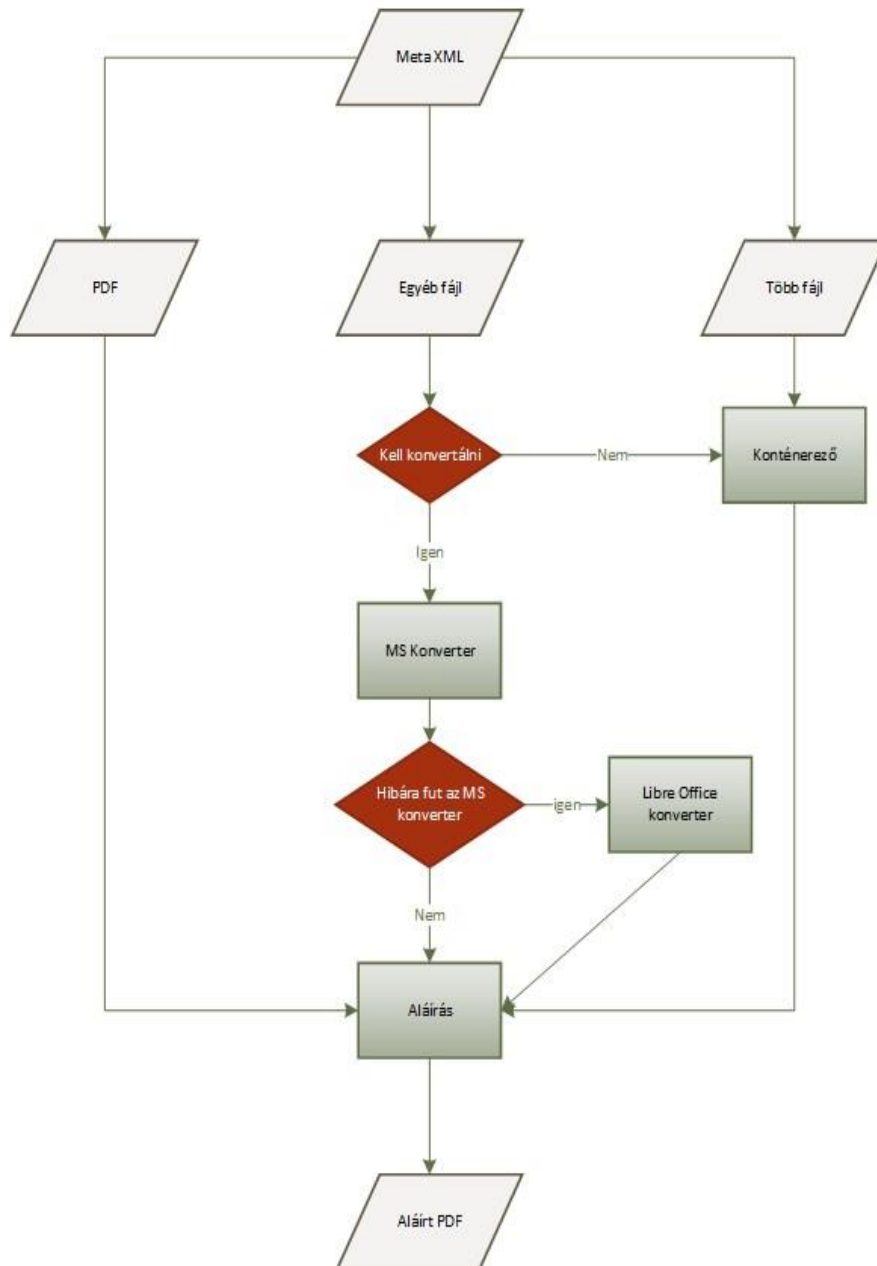 Meta XML
PDF
Egyéb fájl
Több fájl
Kell konvertálni
Nem
Konténerező
Igen
MS Konverter
Hibára fut az MS
konverter
igen
Libre Office
konverter
Nem
Aláírás
Aláírt PDF